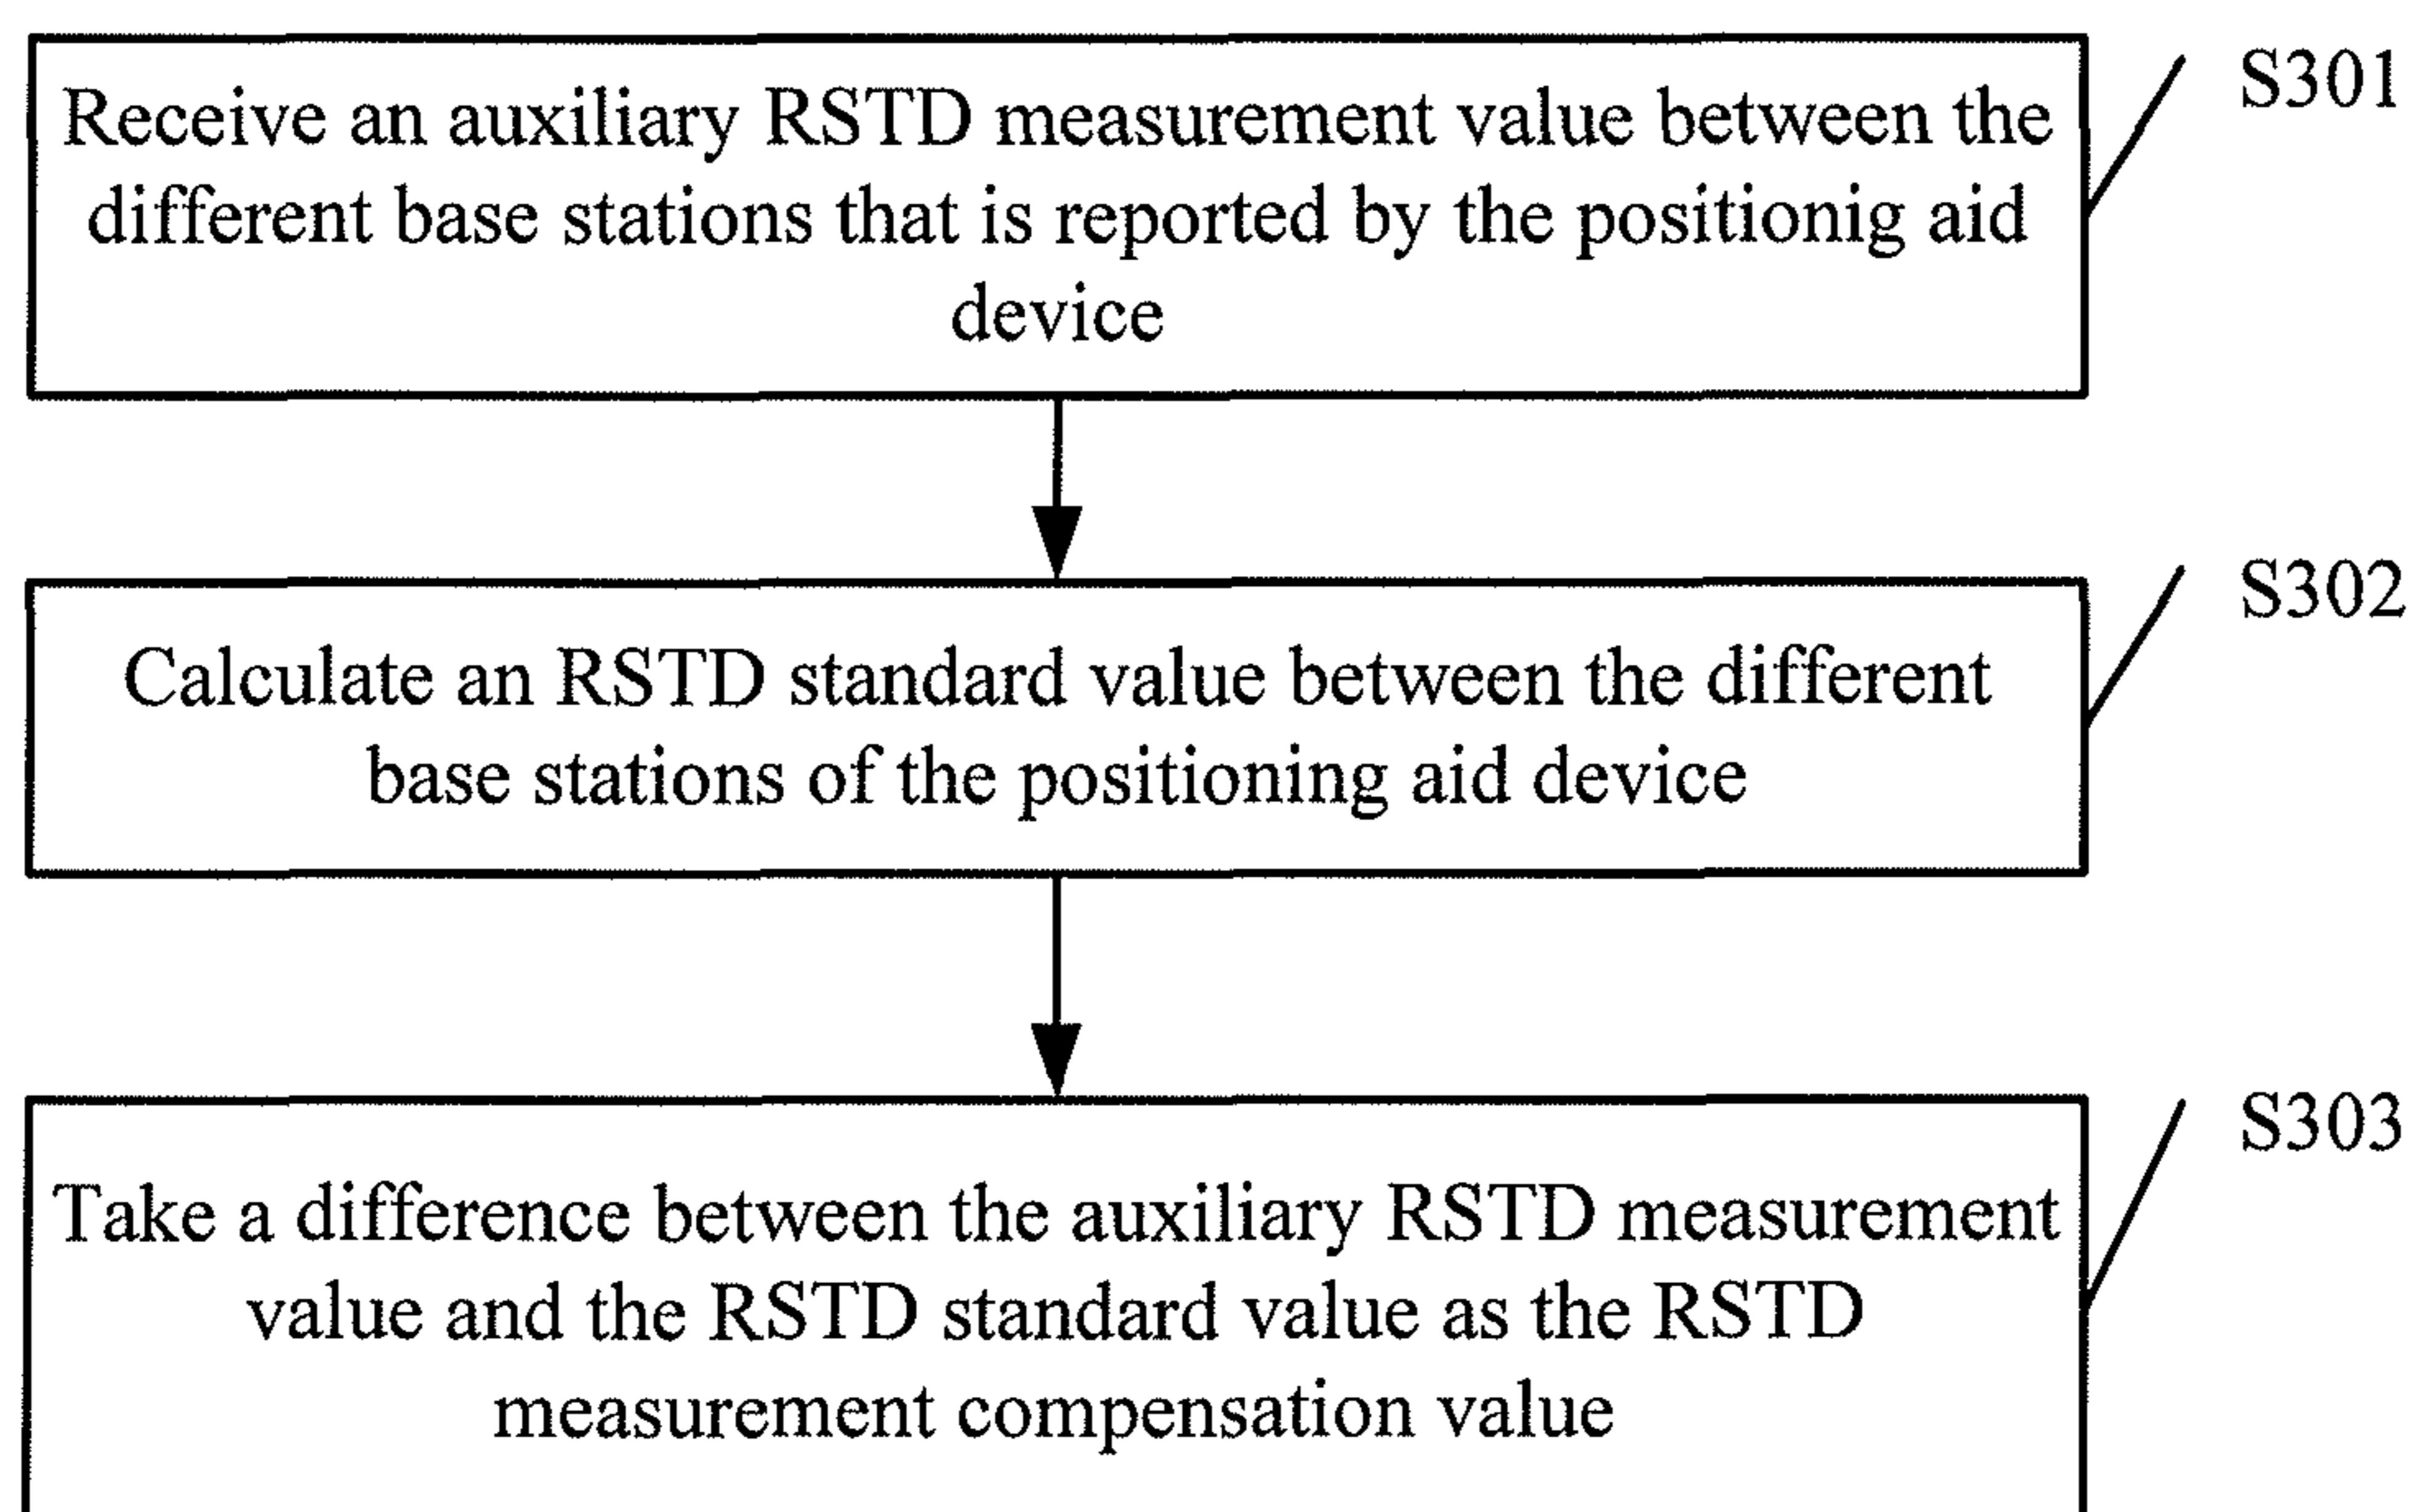 Receive an auxiliary RSTD measurement value between the
different base stations that is reported by the positionig aid
device
S301
Calculate an RSTD standard value between the different
base stations of the positioning aid device
S302
Take a difference between the auxiliary RSTD measurement
value and the RSTD standard value as the RSTD
measurement compensation value
S303